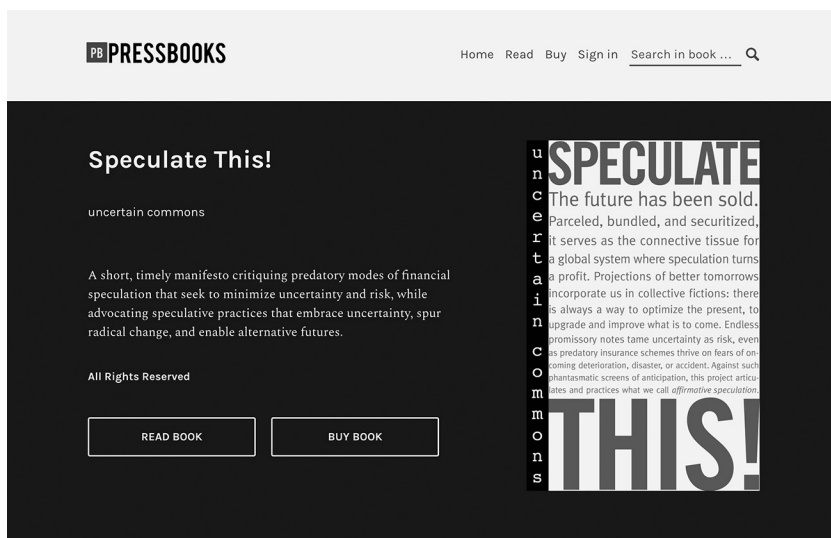 PB PRESSBOOKS
Home Read Buy Sign in Search in book ...
Speculate This!
uncertain commons
A short, timely manifesto critiquing predatory modes of financial
speculation that seek to minimize uncertainty and risk, while
advocating speculative practices that embrace uncertainty, spur
radical change, and enable alternative futures.
All Rights Reserved
READ BOOK
BUY BOOK
uncertain commons
SPECULATE
The future has been sold.
Parceled, bundled, and securitized,
it serves as the connective tissue for
a global system where speculation turns
a profit. Projections of better tomorrows
incorporate us in collective fictions: there
is always a way to optimize the present, to
upgrade and improve what is to come. Endless
promissory notes tame uncertainty as risk, even
as predatory insurance schemes thrive on fears of on-
coming deterioration, disaster, or accident. Against such
phantasmatic screens of anticipation, this project articu-
lates and practices what we call affirmative speculation.
THIS!